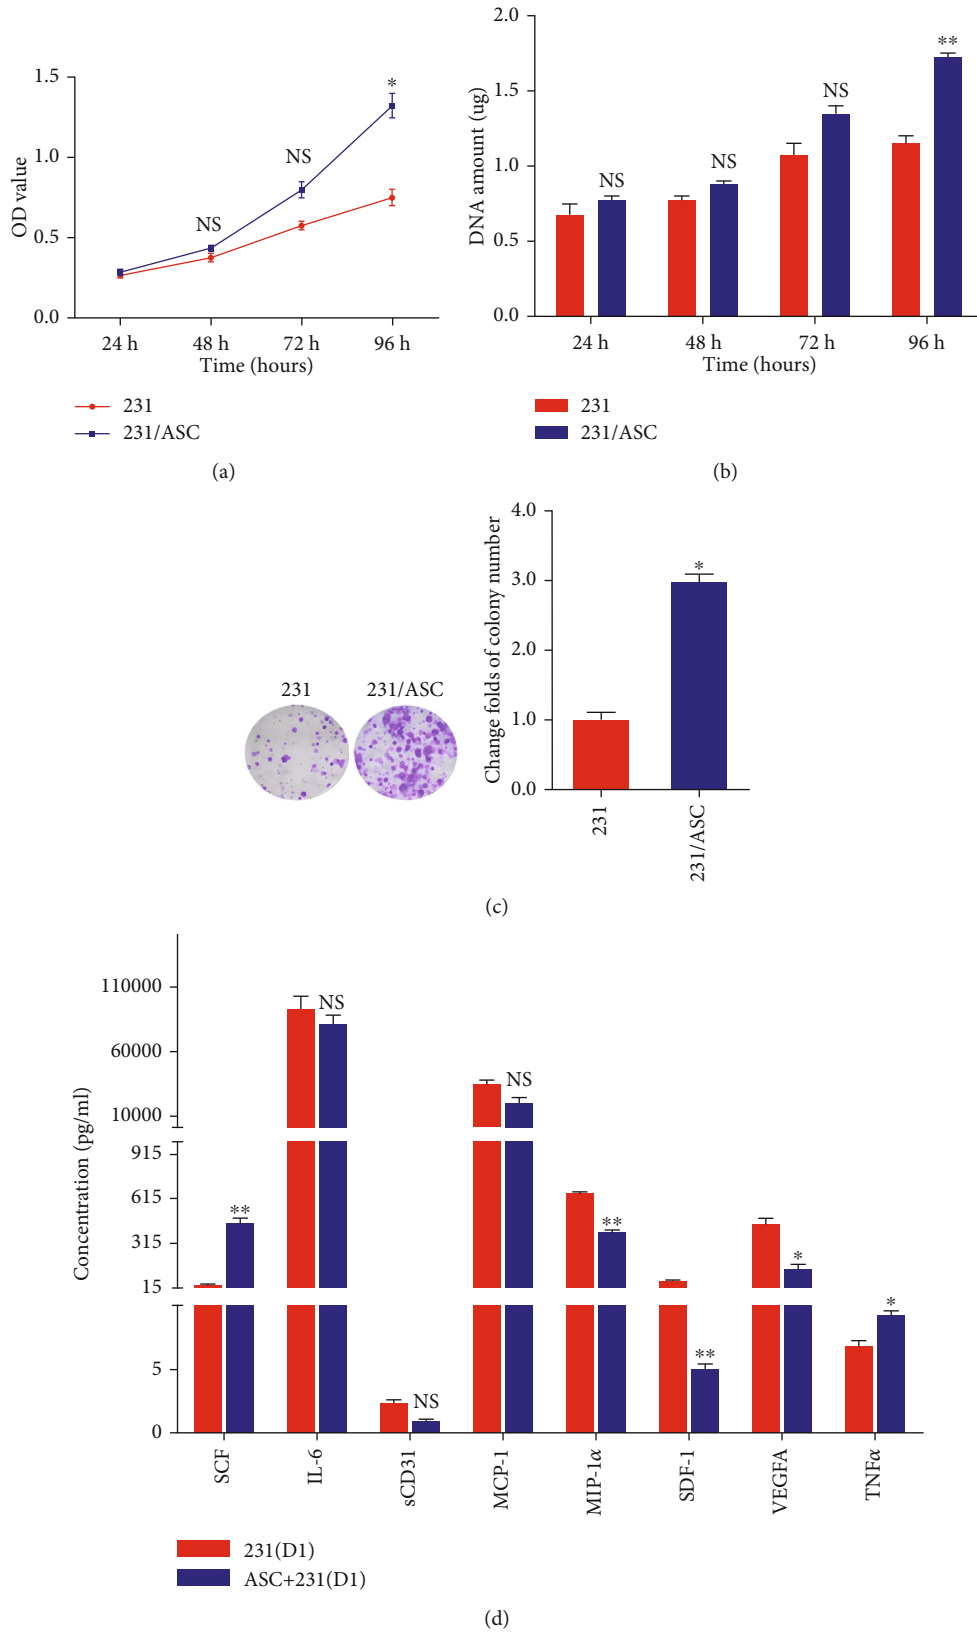 OD value
1.5
1.0
0.5
0.0
NS
NS
*
24 h 48 h 72 h 96 h
Time (hours)
231
231/ASC
(a)
DNA amount (ug)
2.0
1.5
1.0
0.5
0.0
NS
NS
NS
**
24 h 48 h 72 h 96 h
Time (hours)
231
231/ASC
(b)
231 231/ASC
Change folds of colony number
4.0
3.0
2.0
1.0
0.0
*
231
231/ASC
(c)
Concentration (pg/ml)
110000
60000
10000
915
615
315
15
5
0
**
NS
NS
NS
**
**
*
*
SCF
IL-6
sCD31
MCP-1
MIP-1α
SDF-1
VEGFA
TNFα
231(D1)
ASC+231(D1)
(d)